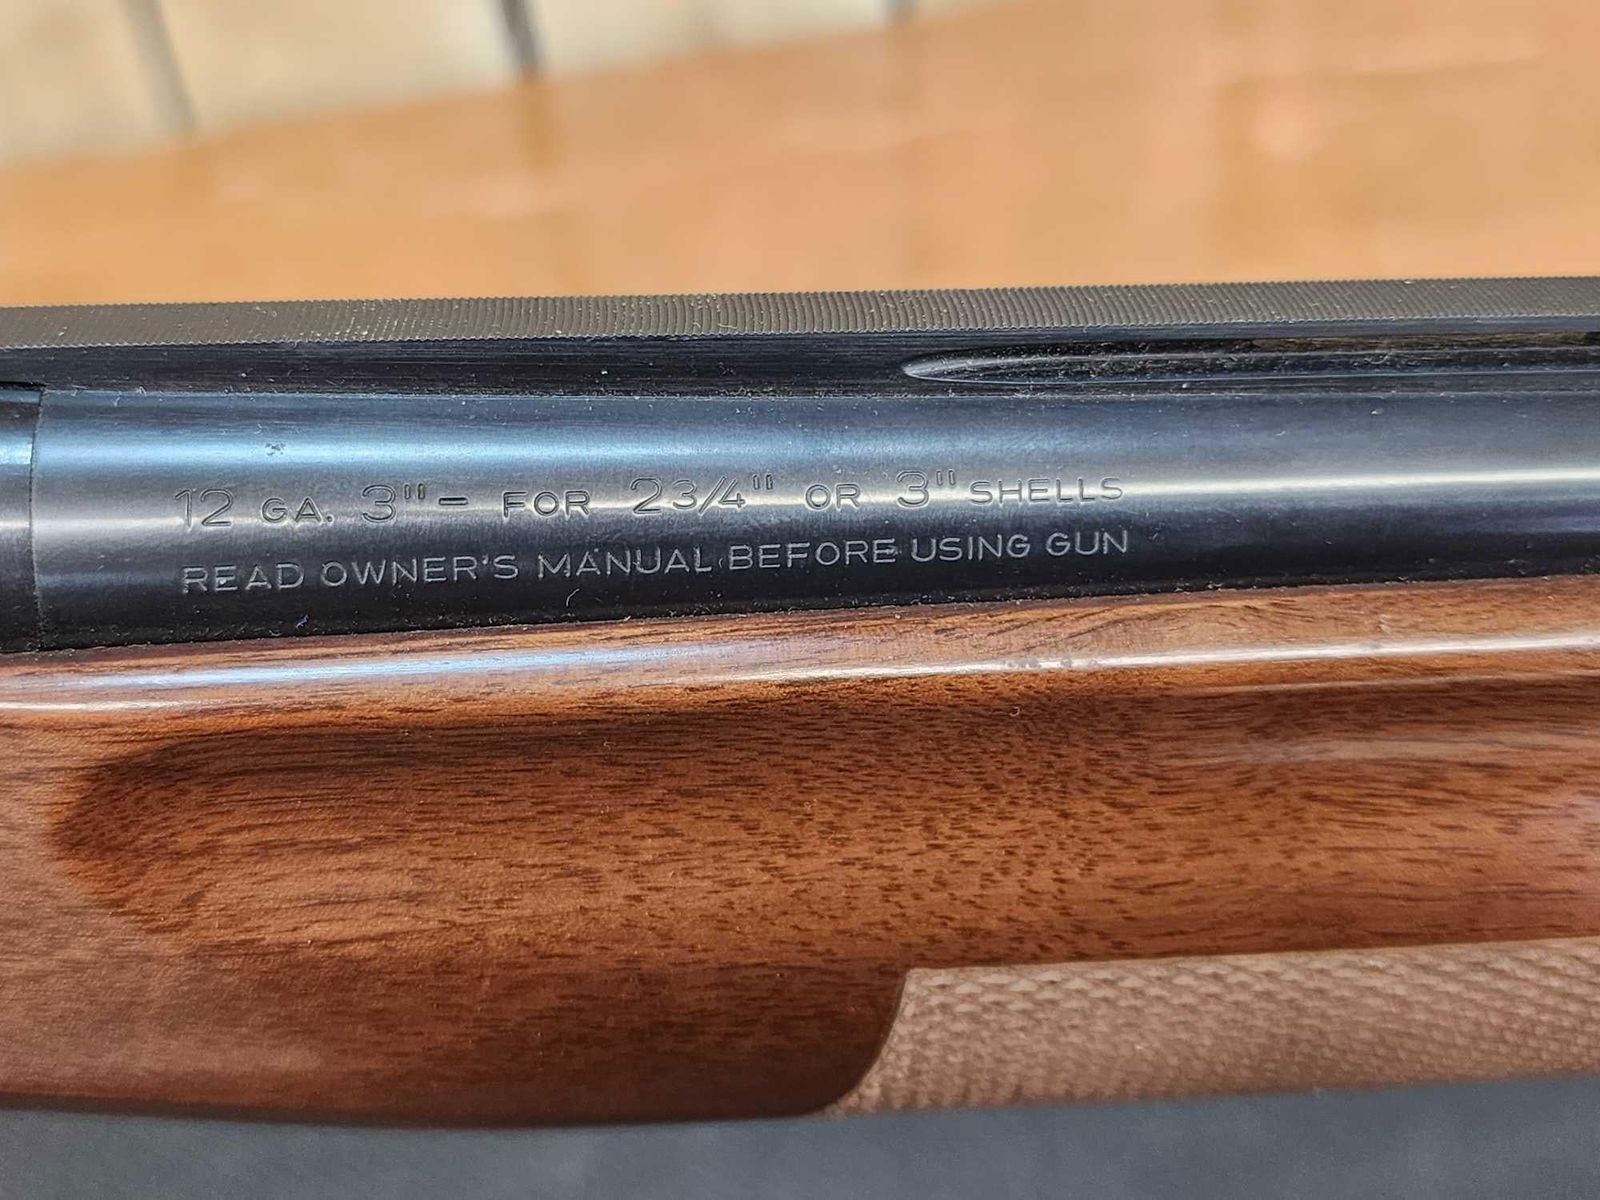 12 GA. 3" - FOR 2 3/4" OR 3" SHELLS
READ OWNER'S MANUAL BEFORE USING GUN